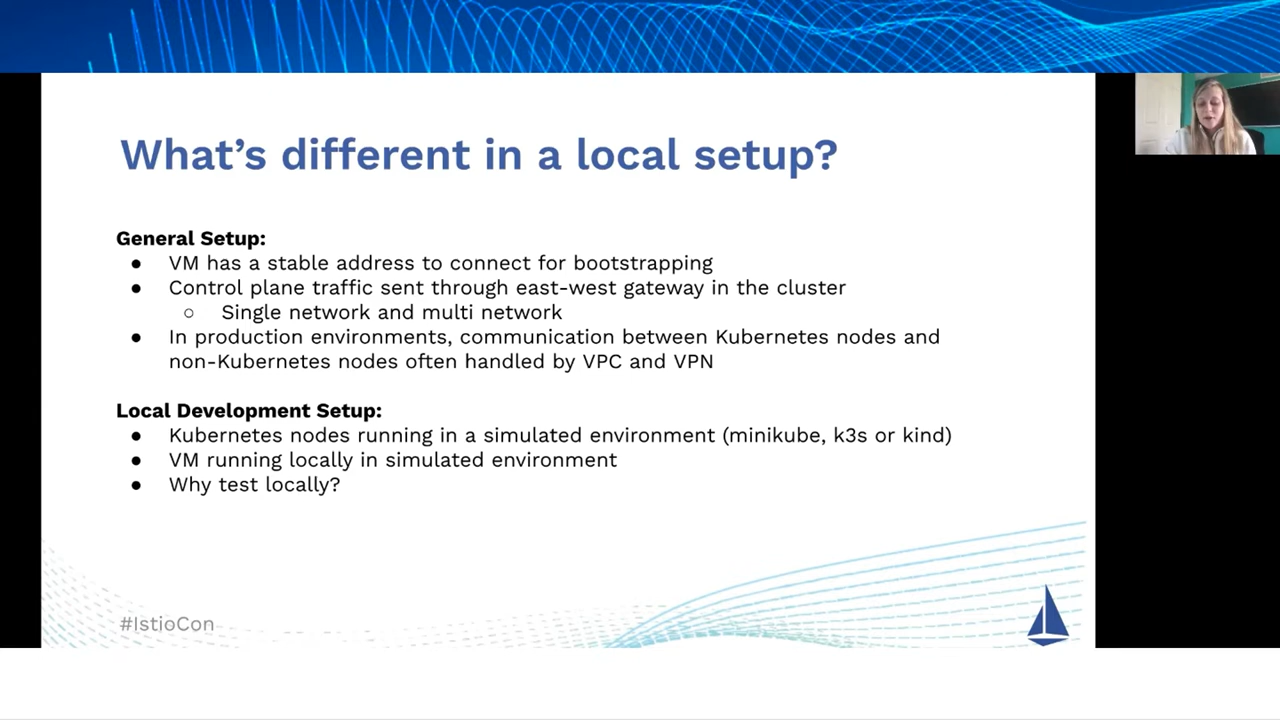 What's different in a local setup?
General Setup:
● VM has a stable address to connect for bootstrapping
● Control plane traffic sent through east-west gateway in the cluster
○ Single network and multi network
● In production environments, communication between Kubernetes nodes and
non-Kubernetes nodes often handled by VPC and VPN
Local Development Setup:
● Kubernetes nodes running in a simulated environment (minikube, k3s or kind)
● VM running locally in simulated environment
● Why test locally?
#IstioCon